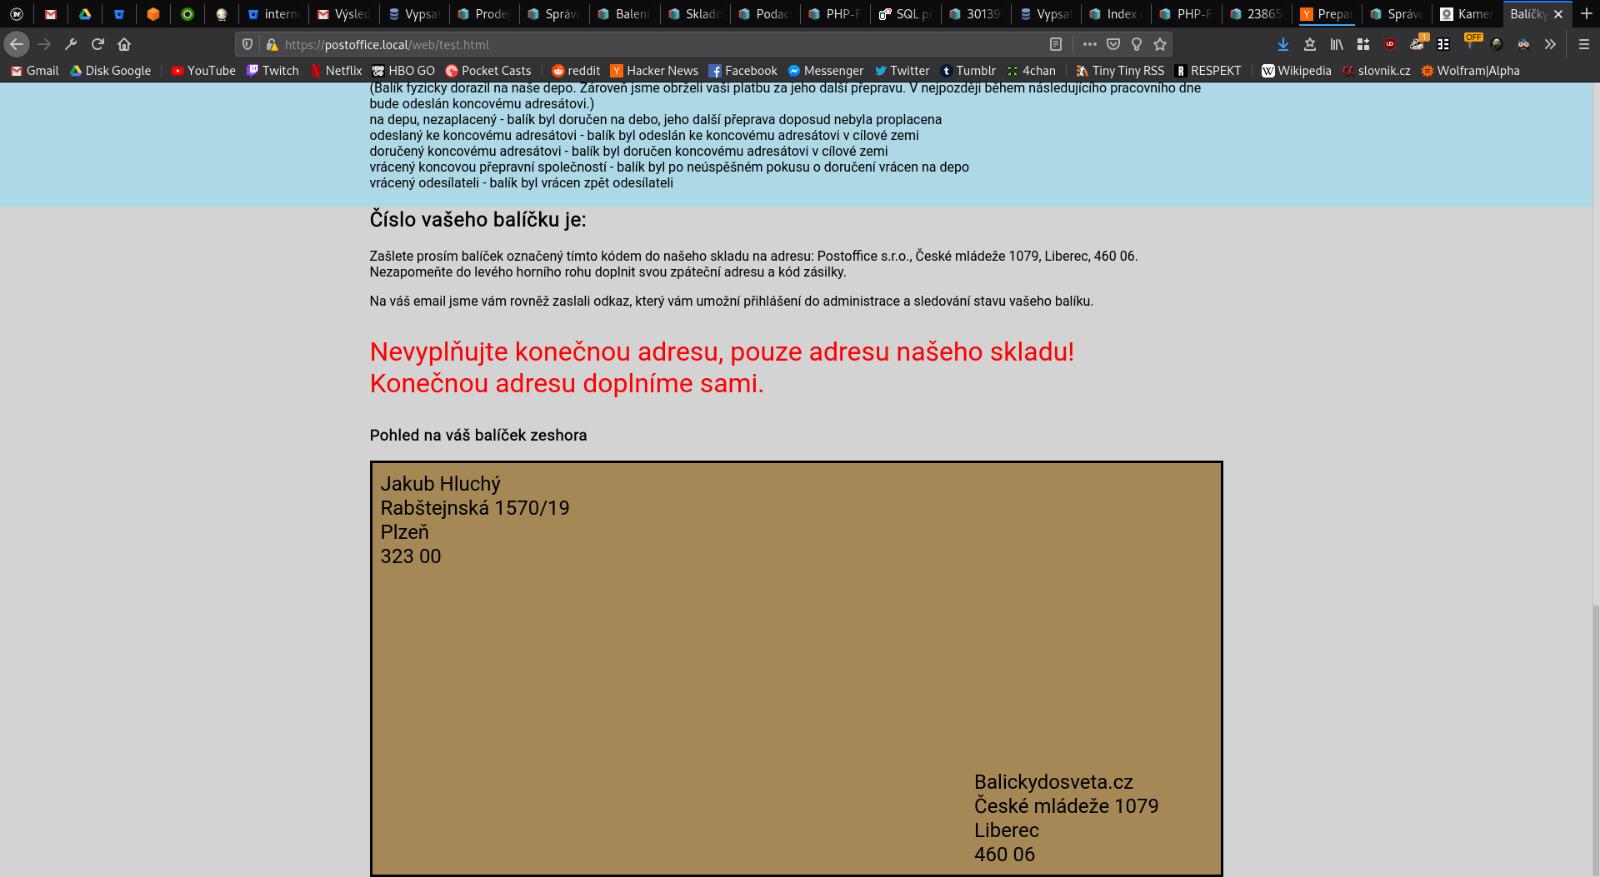 interne
Výsled
Vypsat
Prodej
Správc
Balení
Sklado
Podac
PHP-F
SQL př
30139
Vypsat
Index
PHP-F
23865
Prepar
Správc
Kamer
Balíčky
https://postoffice.local/web/test.html
OFF
Gmail Disk Google YouTube Twitch Netflix HBO GO Pocket Casts reddit Hacker News Facebook Messenger Twitter Tumblr 4chan Tiny Tiny RSS RESPEKT Wikipedia slovnik.cz Wolfram|Alpha
(Balík fyzicky dorazil na naše depo. Zároveň jsme obrželi vaši platbu za jeho další přepravu. V nejpozději během následujícího pracovního dne
bude odeslán koncovému adresátovi.)
na depu, nezaplacený - balík byl doručen na debo, jeho další přeprava doposud nebyla proplacena
odeslaný ke koncovému adresátovi - balík byl odeslán ke koncovému adresátovi v cílové zemi
doručený koncovému adresátovi - balík byl doručen koncovému adresátovi v cílové zemi
vrácený koncovou přepravní společností - balík byl po neúspěšném pokusu o doručení vrácen na depo
vrácený odesílateli - balík byl vrácen zpět odesílateli
Číslo vašeho balíčku je:
Zašlete prosím balíček označený tímto kódem do našeho skladu na adresu: Postoffice s.r.o., České mládeže 1079, Liberec, 460 06.
Nezapomeňte do levého horního rohu doplnit svou zpáteční adresu a kód zásilky.
Na váš email jsme vám rovněž zaslali odkaz, který vám umožní přihlášení do administrace a sledování stavu vašeho balíku.
Nevyplňujte konečnou adresu, pouze adresu našeho skladu!
Konečnou adresu doplníme sami.
Pohled na váš balíček zeshora
Jakub Hluchý
Rabštejnská 1570/19
Plzeň
323 00
Balickydosveta.cz
České mládeže 1079
Liberec
460 06